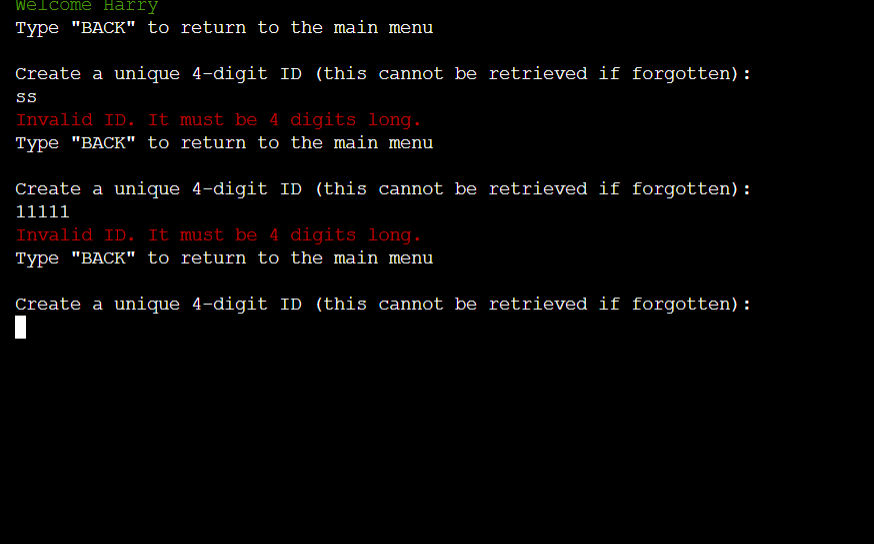 Welcome Harry
Type "BACK" to return to the main menu
Create a unique 4-digit ID (this cannot be retrieved if forgotten):
ss
Invalid ID. It must be 4 digits long.
Type "BACK" to return to the main menu
Create a unique 4-digit ID (this cannot be retrieved if forgotten):
11111
Invalid ID. It must be 4 digits long.
Type "BACK" to return to the main menu
Create a unique 4-digit ID (this cannot be retrieved if forgotten):